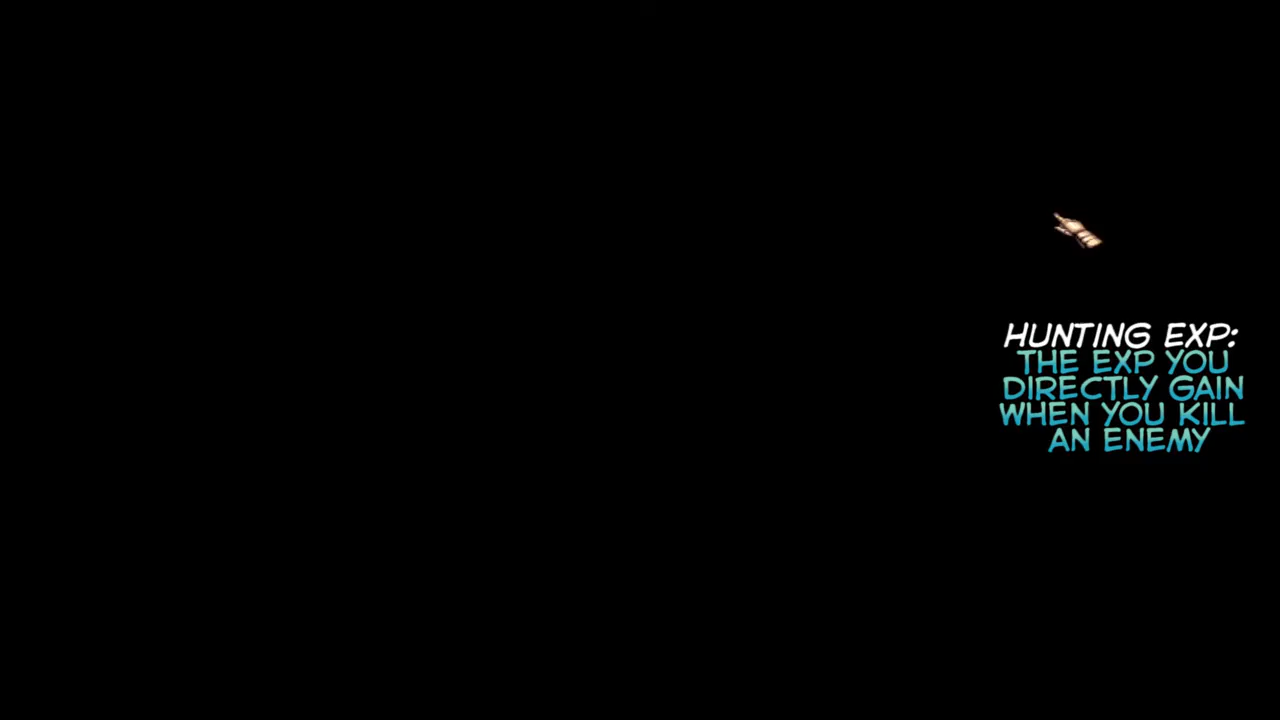 HUNTING EXP:
THE EXP YOU
DIRECTLY GAIN
WHEN YOU KILL
AN ENEMY